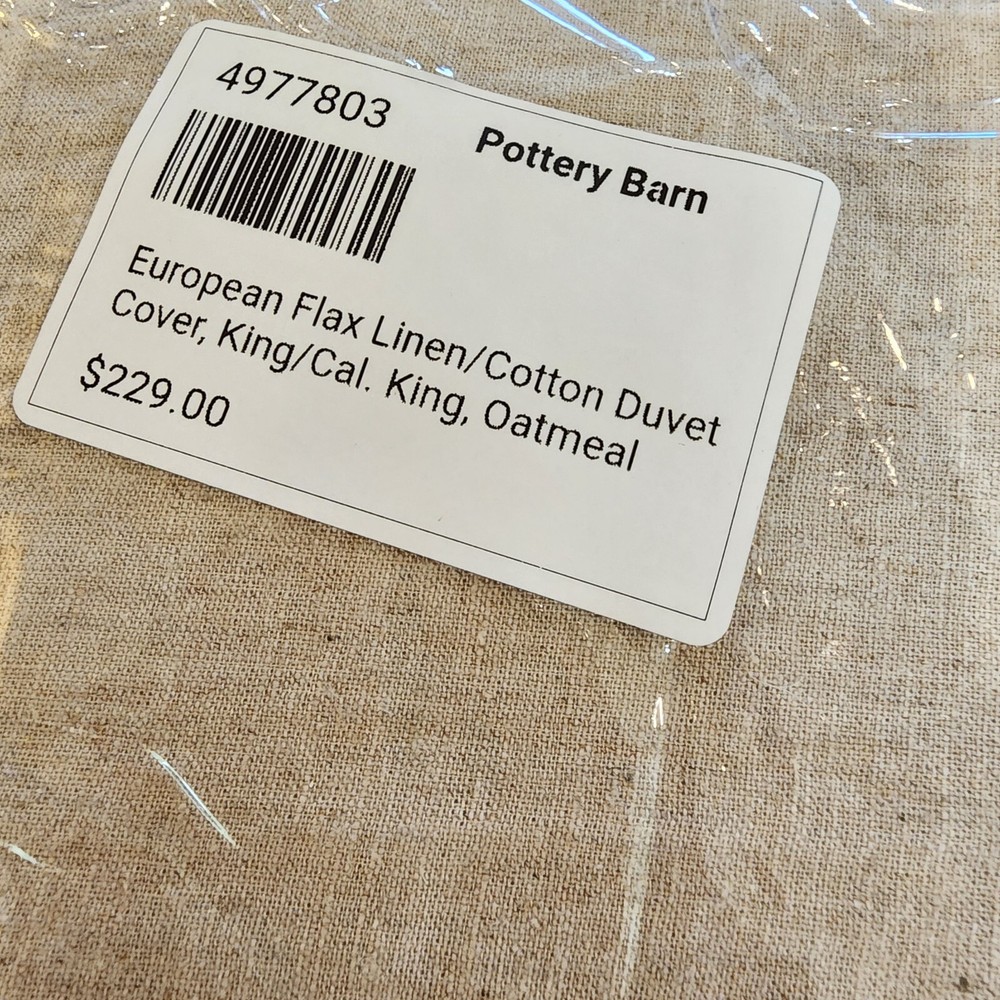 4977803
Pottery Barn
European Flax Linen/Cotton Duvet
Cover, King/Cal. King, Oatmeal
$229.00